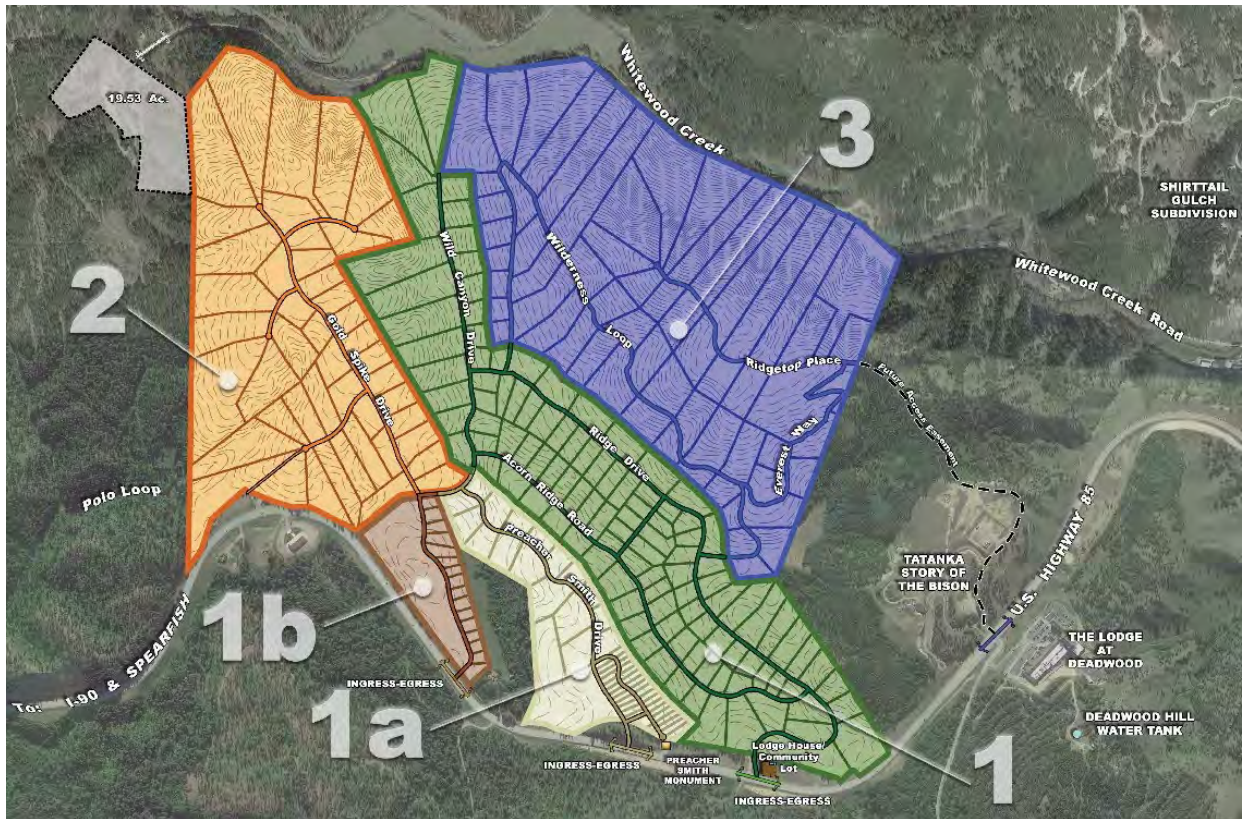 19.53 Ac.
Whitewood Creek
3
SHIRTTAIL
GULCH
SUBDIVISION
Whitewood Creek Road
2
Wild Canyon Drive
Wilderness
Loop
Gold Spike Drive
Ridgetop Place
Future Access Easement
Everest Way
Ridge Drive
Acorn Ridge Road
Polo Loop
Preacher Smith Drive
U.S. HIGHWAY 85
TATANKA
STORY OF
THE BISON
THE LODGE
AT
DEADWOOD
1b
To: I-90 & SPEARFISH
INGRESS-EGRESS
1a
DEADWOOD HILL
WATER TANK
Lodge House/
Community
Lot
INGRESS-EGRESS
PREACHER
SMITH
MONUMENT
1
INGRESS-EGRESS